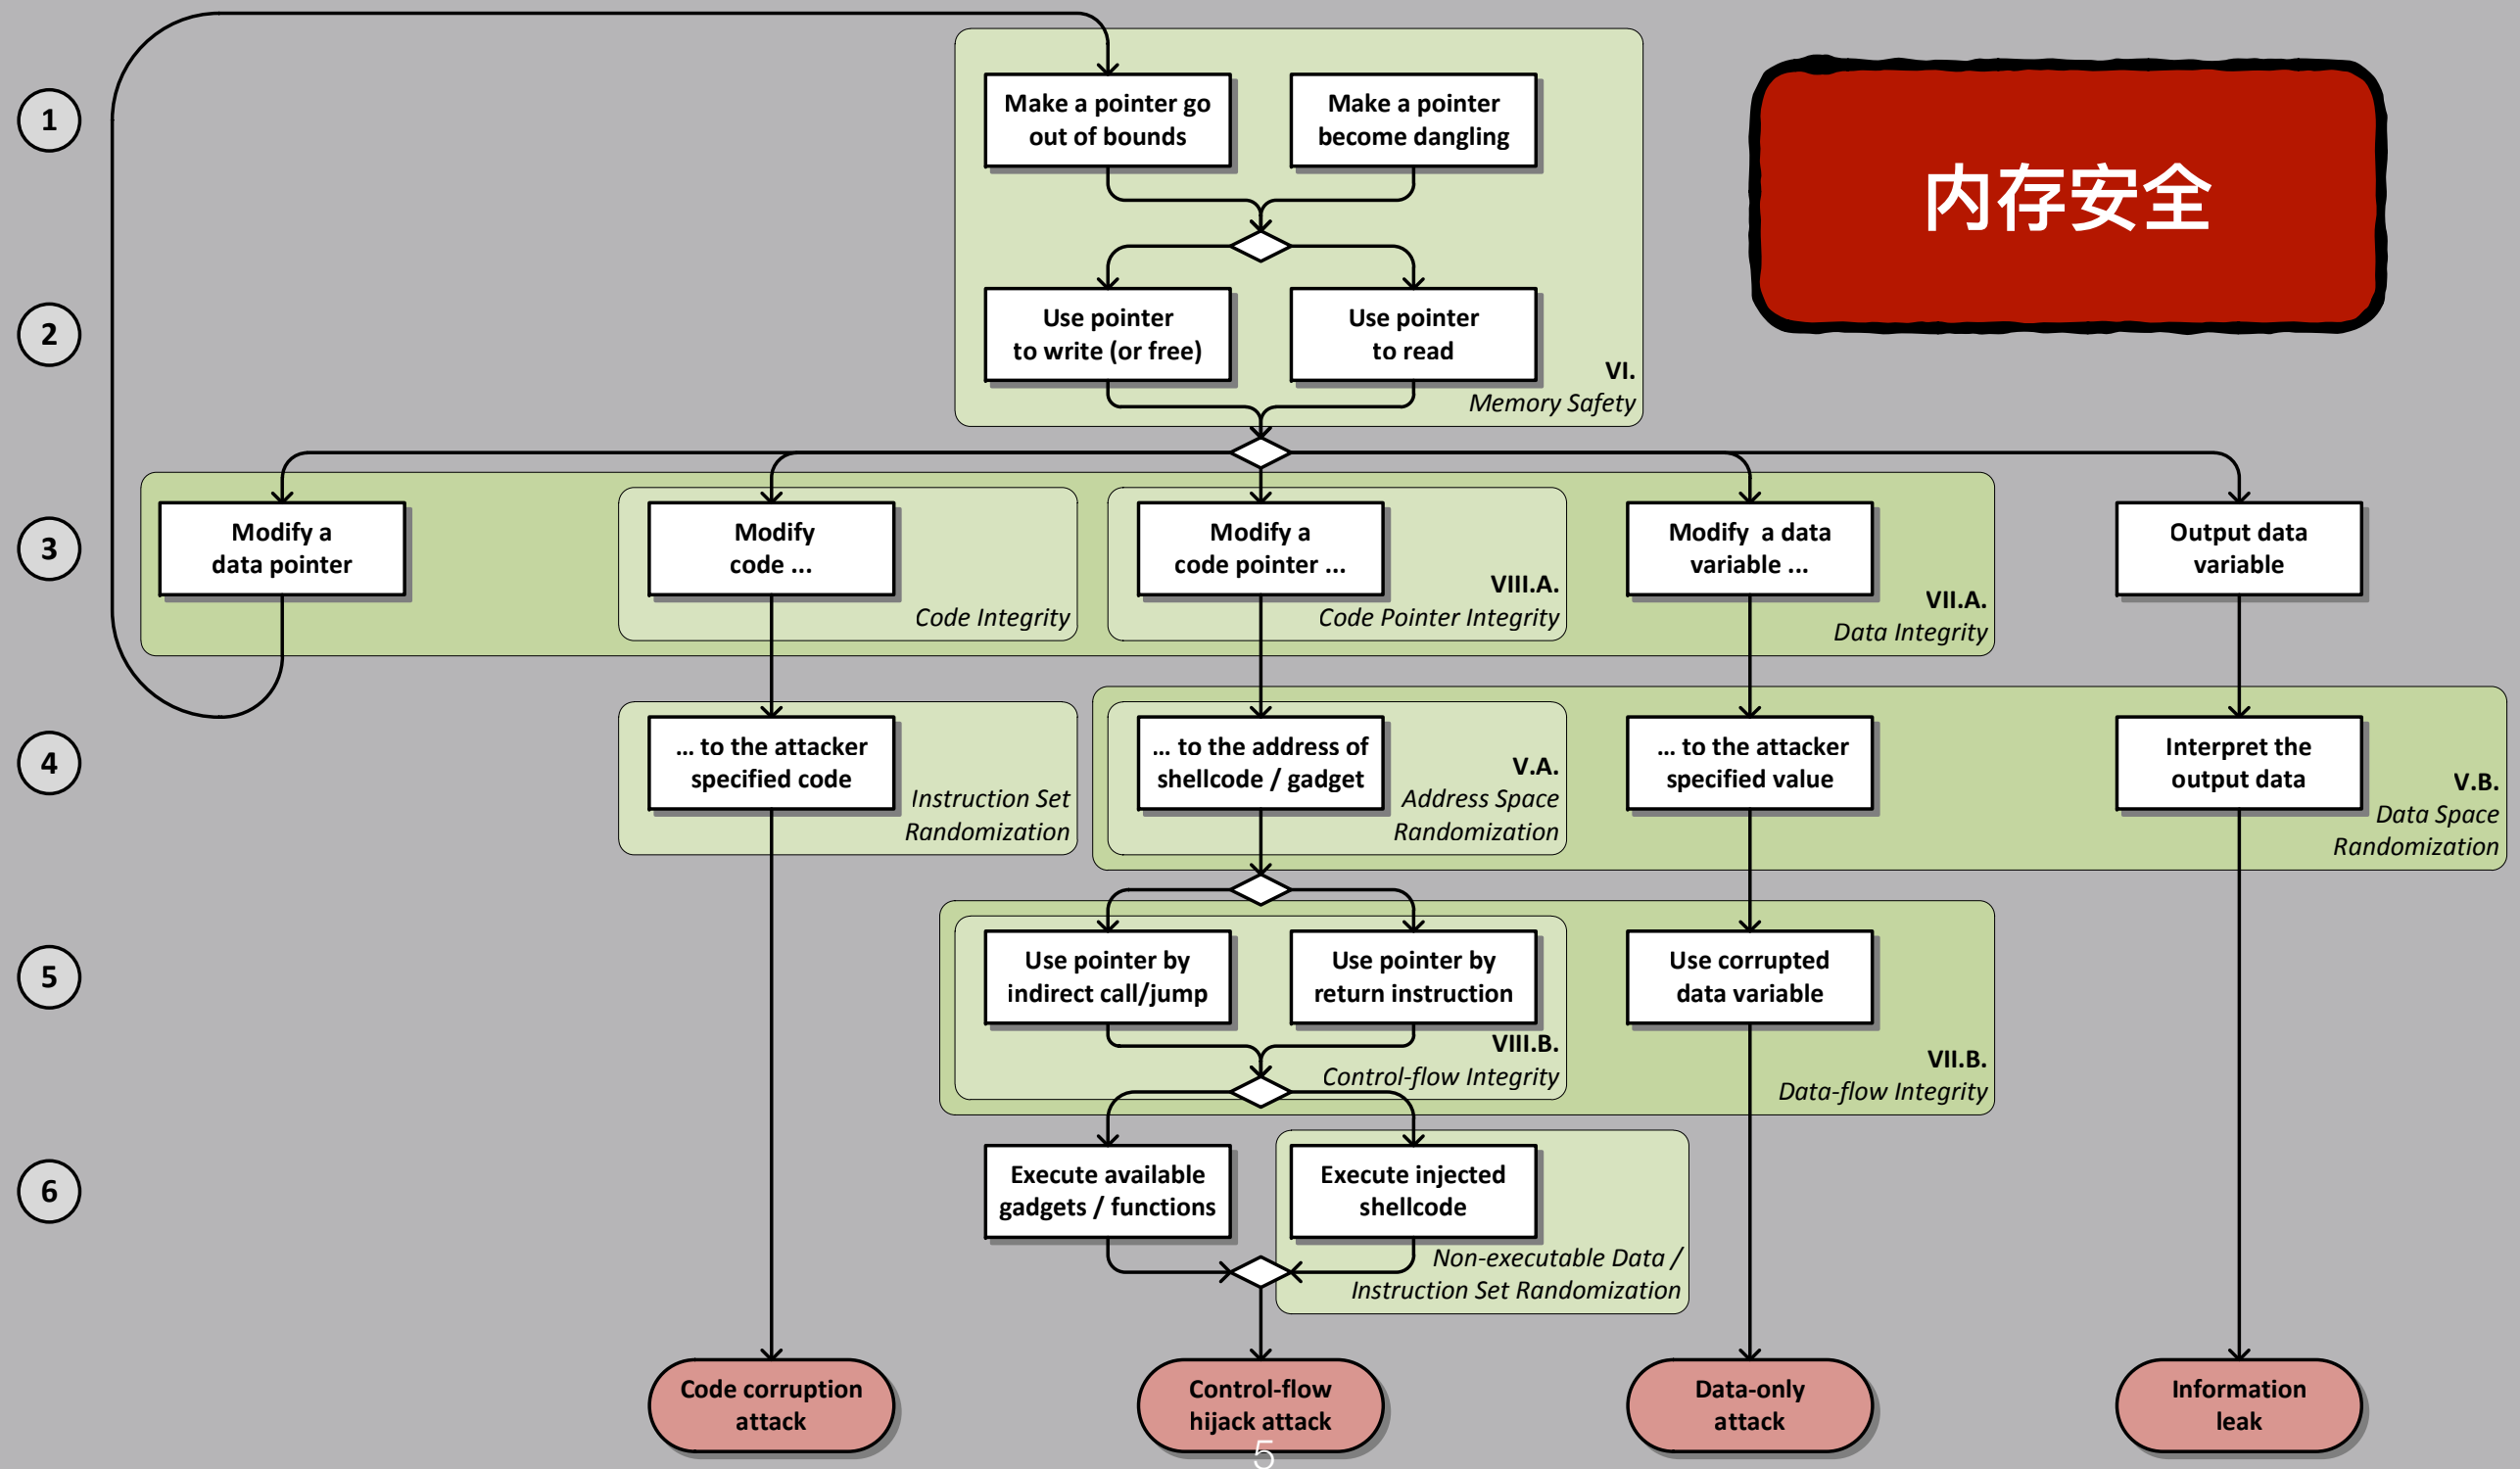 1
Make a pointer go
out of bounds
Make a pointer
become dangling
内存安全
2
Use pointer
to write (or free)
Use pointer
to read
VI.
Memory Safety
3
Modify a
data pointer
Modify
code ...
Code Integrity
Modify a
code pointer ...
VIII.A.
Code Pointer Integrity
Modify a data
variable ...
VII.A.
Data Integrity
Output data
variable
4
... to the attacker
specified code
Instruction Set
Randomization
... to the address of
shellcode / gadget
V.A.
Address Space
Randomization
... to the attacker
specified value
Interpret the
output data
V.B.
Data Space
Randomization
5
Use pointer by
indirect call/jump
Use pointer by
return instruction
VIII.B.
Control-flow Integrity
Use corrupted
data variable
VII.B.
Data-flow Integrity
6
Execute available
gadgets / functions
Execute injected
shellcode
Non-executable Data /
Instruction Set Randomization
Code corruption
attack
Control-flow
hijack attack
Data-only
attack
Information
leak
5